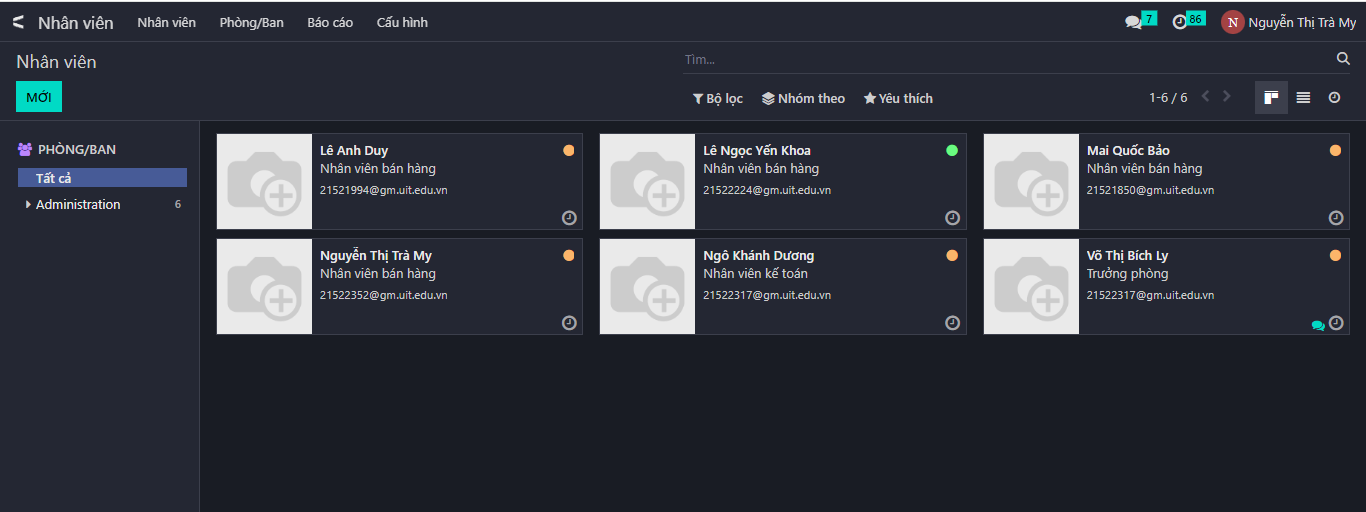 Nhân viên Nhân viên Phòng/Ban Báo cáo Cấu hình 7 86 N Nguyễn Thị Trà My
Nhân viên Tìm...
MỚI Bộ lọc Nhóm theo Yêu thích 1-6 / 6
PHÒNG/BAN
Tất cả
Administration 6
Lê Anh Duy
Nhân viên bán hàng
21521994@gm.uit.edu.vn
Lê Ngọc Yến Khoa
Nhân viên bán hàng
21522224@gm.uit.edu.vn
Mai Quốc Bảo
Nhân viên bán hàng
21521850@gm.uit.edu.vn
Nguyễn Thị Trà My
Nhân viên bán hàng
21522352@gm.uit.edu.vn
Ngô Khánh Dương
Nhân viên kế toán
21522317@gm.uit.edu.vn
Võ Thị Bích Ly
Trưởng phòng
21522317@gm.uit.edu.vn